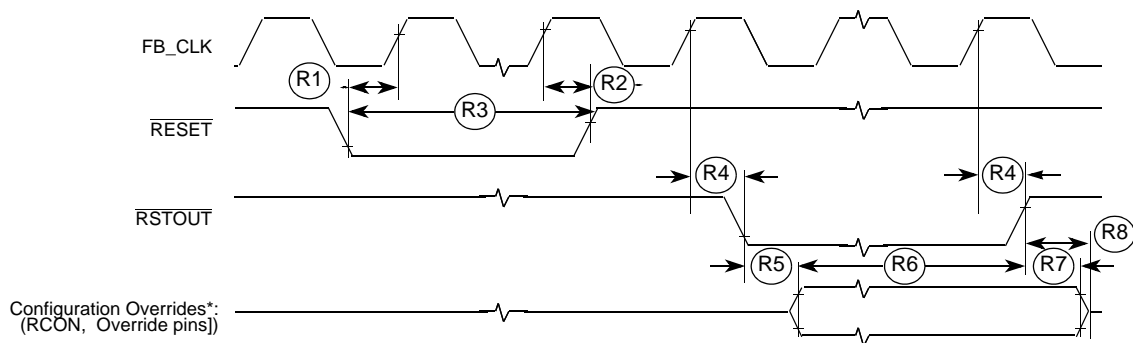 FB_CLK
R1
R2
R3
RESET
R4
R4
RSTOUT
R8
R5
R6
R7
Configuration Overrides*:
(RCON, Override pins])